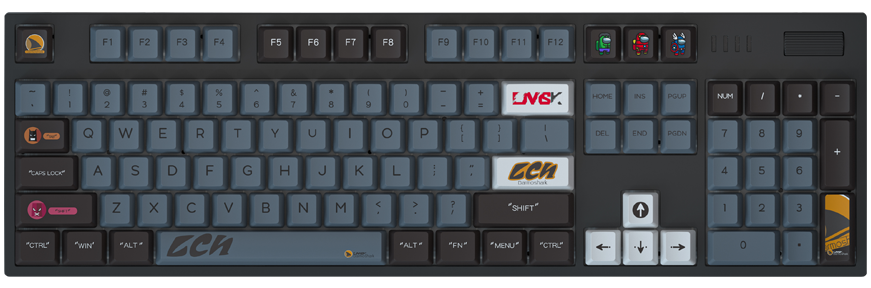 F1 F2 F3 F4 F5 F6 F7 F8 F9 F10 F11 F12
~ ! @ # $ % ^ & * ( ) _ +
` 1 2 3 4 5 6 7 8 9 0 - = HOME INS PGUP NUM / * -
Q W E R T Y U I O P { } |
[ ] \ DEL END PGDN 7 8 9 +
"CAPS LOCK" A S D F G H J K L : " ECN 4 5 6
; '
Z X C V B N M < > ? "SHIFT" ↑ 1 2 3
, . /
"CTRL" "WIN" "ALT" ECN "ALT" "FN" "MENU" "CTRL" ← ↓ → 0 •